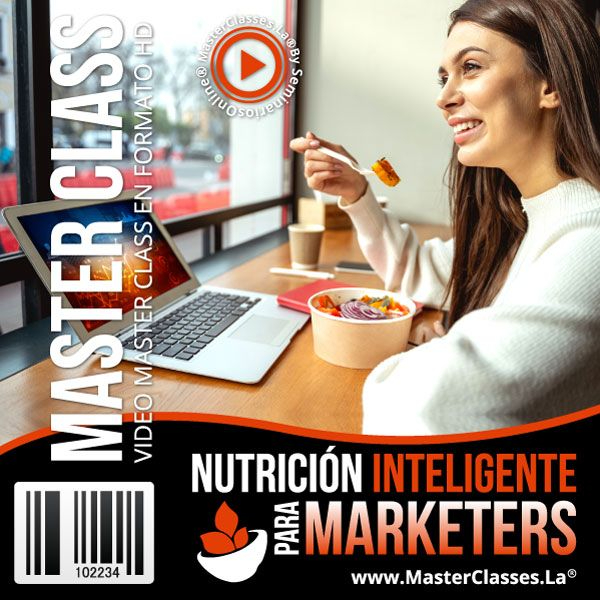 MASTER CLASS
VIDEO MASTER CLASS EN FORMATO HD
MasterClasses.La® By SeminariosOnline®
NUTRICIÓN INTELIGENTE
PARA MARKETERS
102234
www.MasterClasses.La®